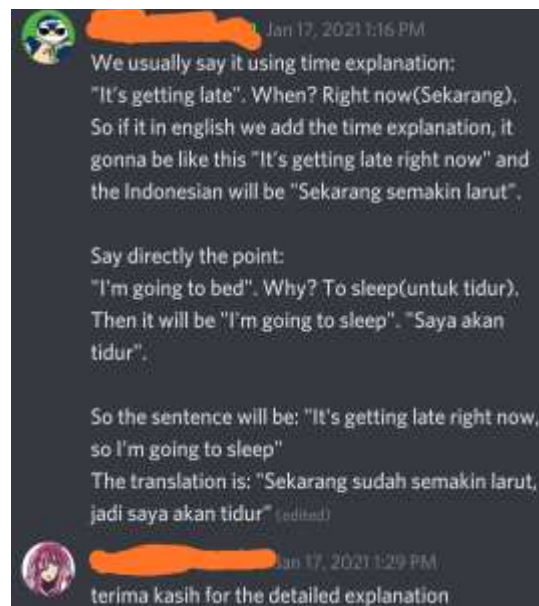 Jan 17, 2021 1:16 PM
We usually say it using time explanation:
"It's getting late". When? Right now(Sekarang).
So if it in english we add the time explanation, it
gonna be like this "It's getting late right now" and
the Indonesian will be "Sekarang semakin larut".
Say directly the point:
"I'm going to bed". Why? To sleep(untuk tidur).
Then it will be "I'm going to sleep". "Saya akan
tidur".
So the sentence will be: "It's getting late right now,
so I'm going to sleep"
The translation is: "Sekarang sudah semakin larut,
jadi saya akan tidur" (edited)
Jan 17, 2021 1:29 PM
terima kasih for the detailed explanation